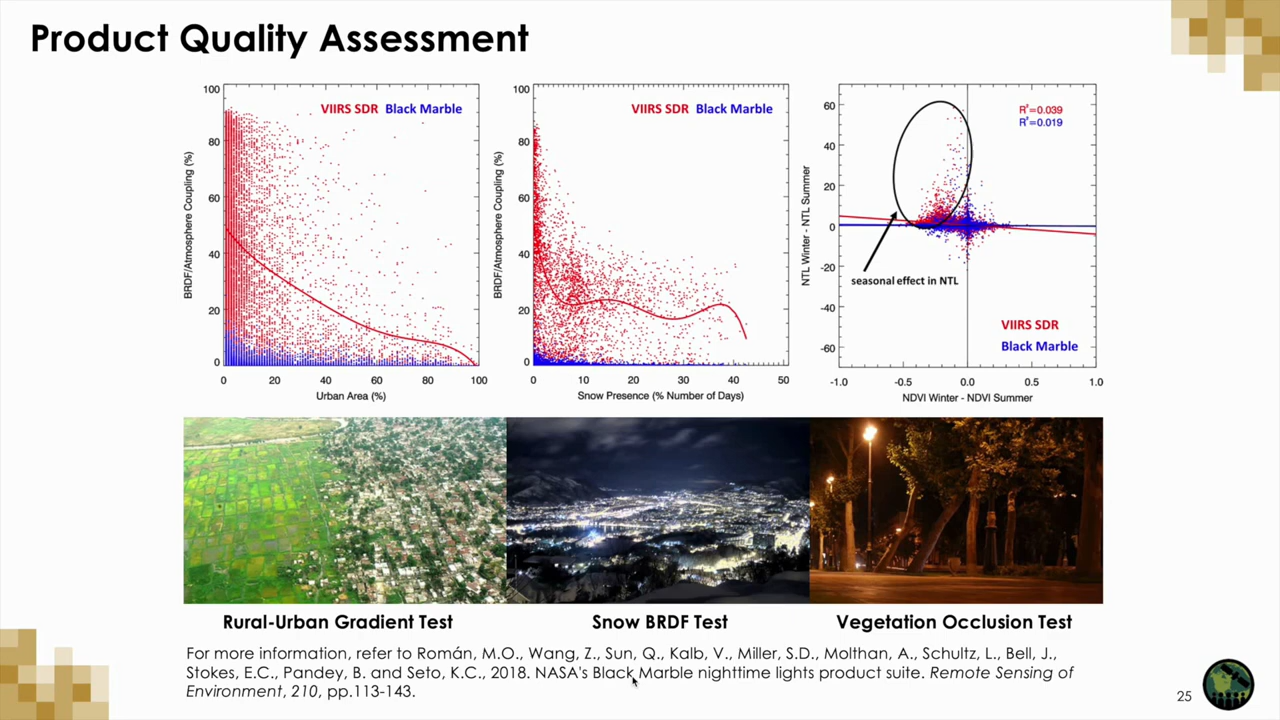 Product Quality Assessment
100
80
60
40
20
0
BRDF/Atmosphere Coupling (%)
VIIRS SDR Black Marble
0 20 40 60 80 100
Urban Area (%)
100
80
60
40
20
0
BRDF/Atmosphere Coupling (%)
VIIRS SDR Black Marble
0 10 20 30 40 50
Snow Presence (% Number of Days)
60
40
20
0
-20
-40
-60
NTL Winter - NTL Summer
R²=0.039
R²=0.019
seasonal effect in NTL
VIIRS SDR
Black Marble
-1.0 -0.5 0.0 0.5 1.0
NDVI Winter - NDVI Summer
Rural-Urban Gradient Test
Snow BRDF Test
Vegetation Occlusion Test
For more information, refer to Román, M.O., Wang, Z., Sun, Q., Kalb, V., Miller, S.D., Molthan, A., Schultz, L., Bell, J.,
Stokes, E.C., Pandey, B. and Seto, K.C., 2018. NASA's Black Marble nighttime lights product suite. Remote Sensing of
Environment, 210, pp.113-143.
25